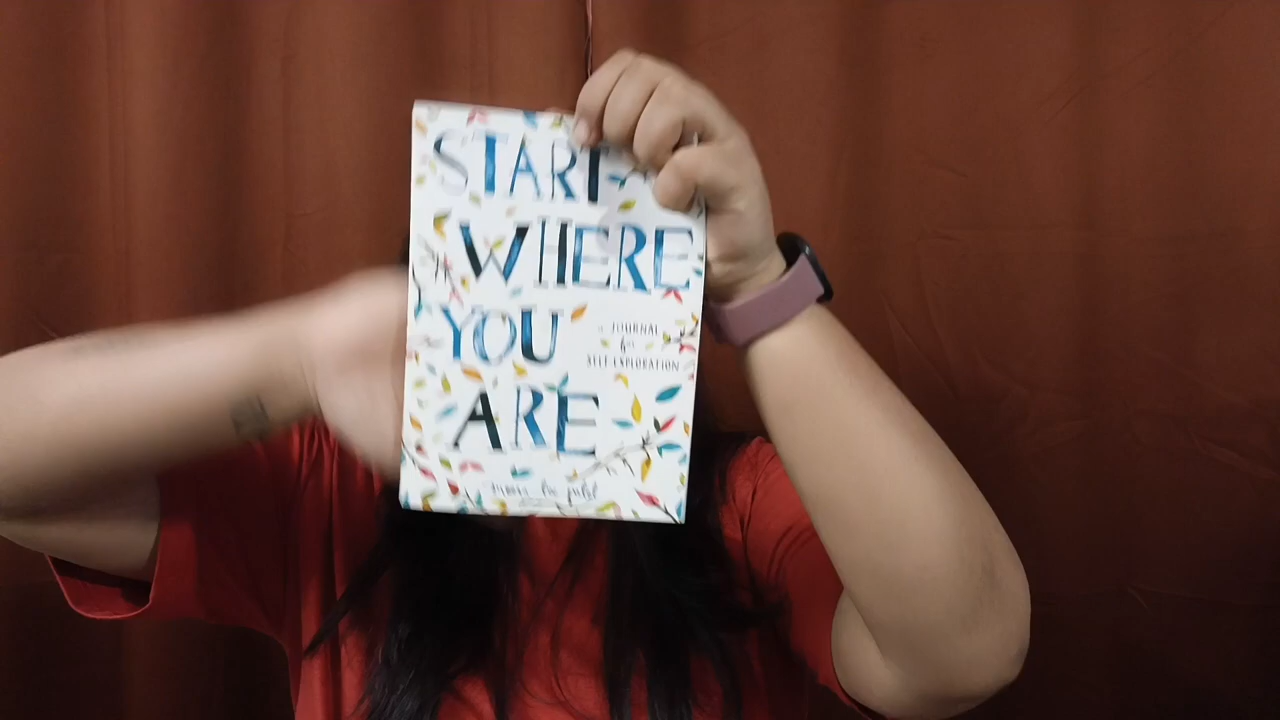 START
WHERE
YOU
a JOURNAL
for
SELF-EXPLORATION
ARE